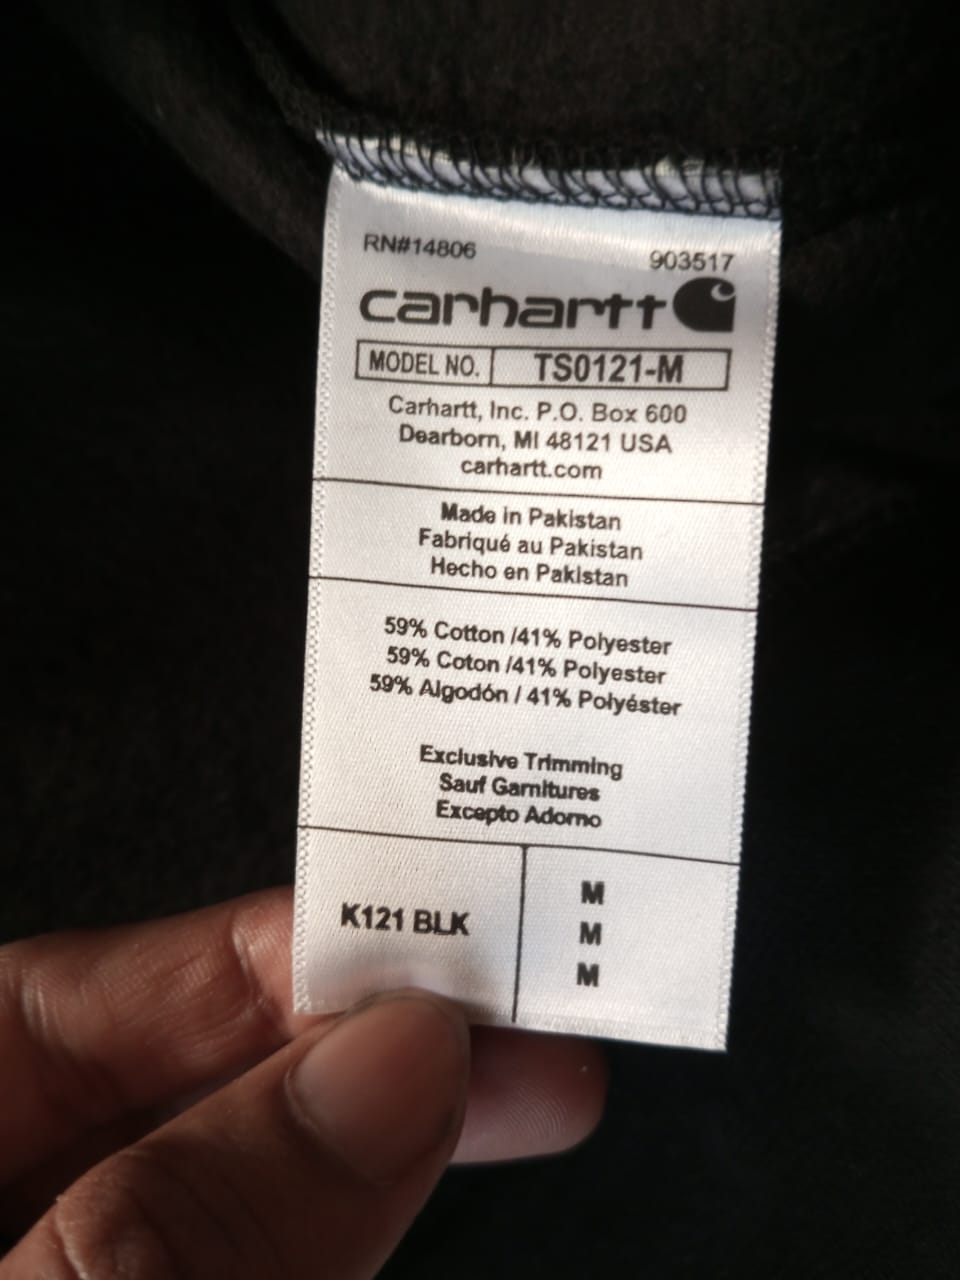 RN#14806 903517
carhartt
MODEL NO. TS0121-M
Carhartt, Inc. P.O. Box 600
Dearborn, MI 48121 USA
carhartt.com
Made in Pakistan
Fabriqué au Pakistan
Hecho en Pakistan
59% Cotton /41% Polyester
59% Coton /41% Polyester
59% Algodón / 41% Polyéster
Exclusive Trimming
Sauf Garnitures
Excepto Adorno
K121 BLK
M
M
M